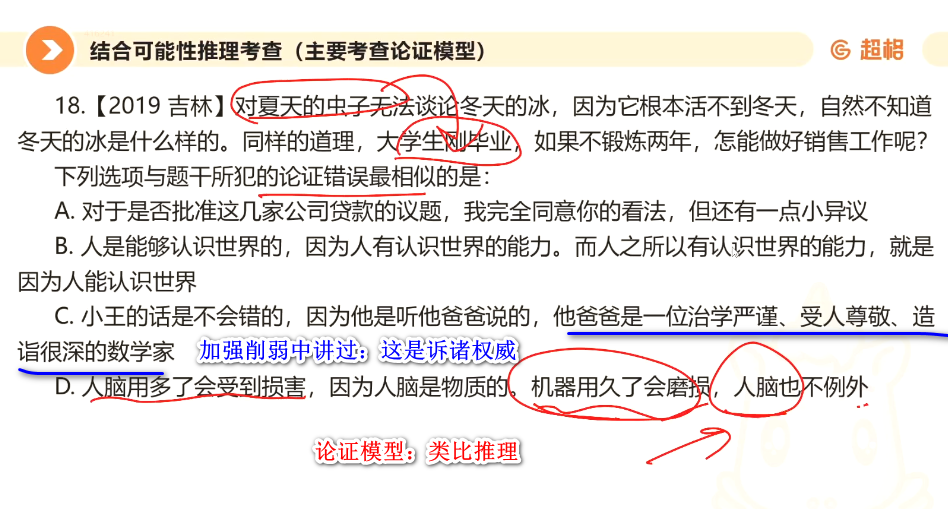 结合可能性推理考查（主要考查论证模型）
超格
18.【2019 吉林】对夏天的虫子无法谈论冬天的冰，因为它根本活不到冬天，自然不知道
冬天的冰是什么样的。同样的道理，大学生刚毕业，如果不锻炼两年，怎能做好销售工作呢？
下列选项与题干所犯的论证错误最相似的是：
A. 对于是否批准这几家公司贷款的议题，我完全同意你的看法，但还有一点小异议
B. 人是能够认识世界的，因为人有认识世界的能力。而人之所以有认识世界的能力，就是
因为人能认识世界
C. 小王的话是不会错的，因为他是听他爸爸说的，他爸爸是一位治学严谨、受人尊敬、造
诣很深的数学家
加强削弱中讲过：这是诉诸权威
D. 人脑用多了会受到损害，因为人脑是物质的。机器用久了会磨损，人脑也不例外
论证模型：类比推理